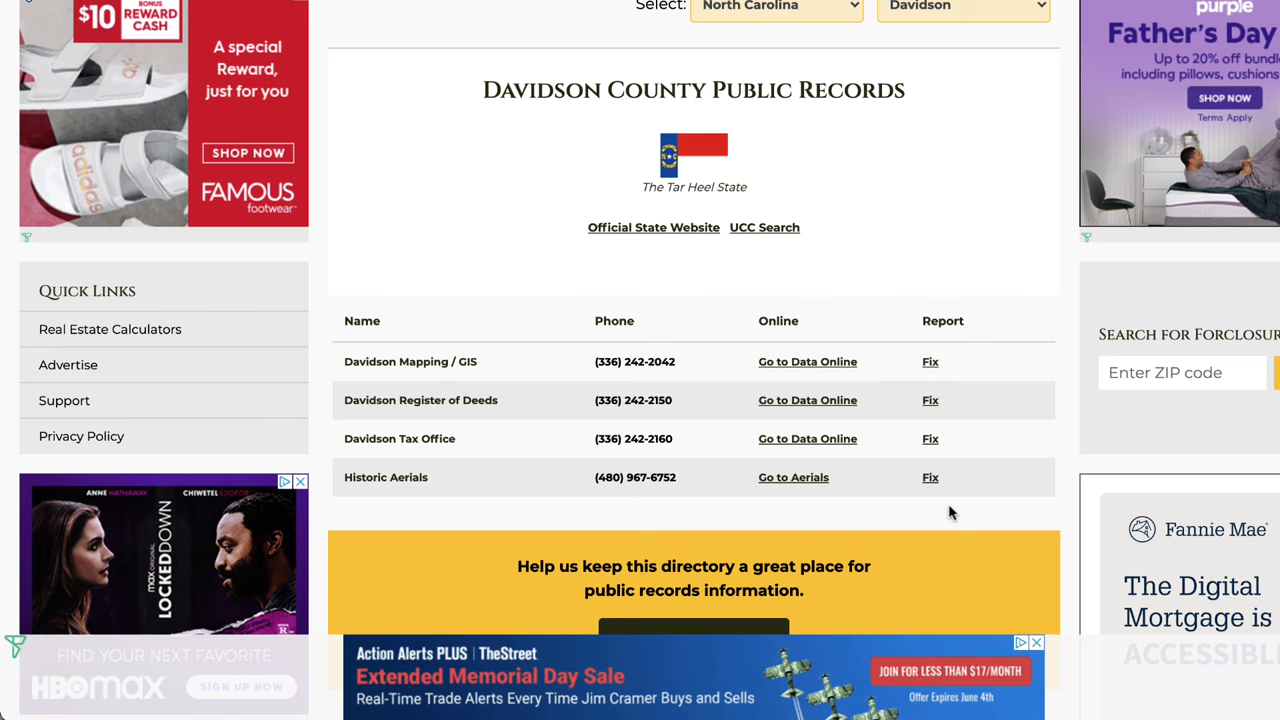 $10 BONUS
REWARD
CASH
A special
Reward,
just for you
SHOP NOW
adidas
FAMOUS
footwear
Select: North Carolina Davidson
purple
Father's Day
Up to 20% off bundl
including pillows, cushions
SHOP NOW
Terms Apply
DAVIDSON COUNTY PUBLIC RECORDS
The Tar Heel State
Official State Website UCC Search
QUICK LINKS
Real Estate Calculators
Advertise
Support
Privacy Policy
Name Phone Online Report
Davidson Mapping / GIS (336) 242-2042 Go to Data Online Fix
Davidson Register of Deeds (336) 242-2150 Go to Data Online Fix
Davidson Tax Office (336) 242-2160 Go to Data Online Fix
Historic Aerials (480) 967-6752 Go to Aerials Fix
SEARCH FOR FORCLOSUR
Enter ZIP code
ANNE HATHAWAY CHIWETEL EJIOFOR
max ORIGINAL
LOCKED DOWN
R
FIND YOUR NEXT FAVORITE
HBOMAX SIGN UP NOW
Help us keep this directory a great place for
public records information.
Action Alerts PLUS | TheStreet
Extended Memorial Day Sale
Real-Time Trade Alerts Every Time Jim Cramer Buys and Sells
JOIN FOR LESS THAN $17/MONTH
Offer Expires June 4th
Fannie Mae
The Digital
Mortgage is
ACCESSIBLE